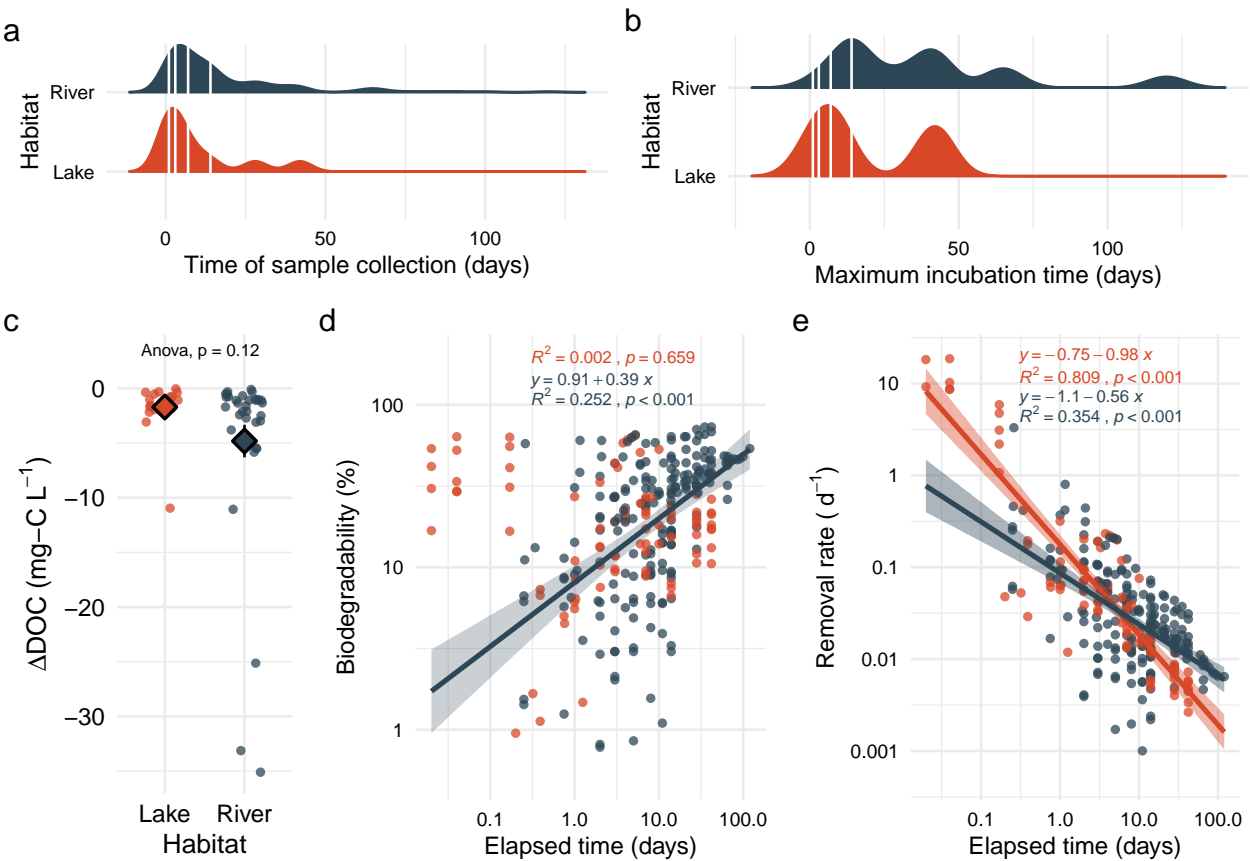 a
Habitat
River
Lake
0 50 100
Time of sample collection (days)
b
Habitat
River
Lake
0 50 100
Maximum incubation time (days)
c
Anova, p = 0.12
ΔDOC (mg−C L⁻¹)
0
−10
−20
−30
Lake River
Habitat
d
R² = 0.002 , p = 0.659
y = 0.91 + 0.39 x
R² = 0.252 , p < 0.001
Biodegradability (%)
100
10
1
0.1 1.0 10.0 100.0
Elapsed time (days)
e
y = −0.75 − 0.98 x
R² = 0.809 , p < 0.001
y = −1.1 − 0.56 x
R² = 0.354 , p < 0.001
Removal rate ( d⁻¹)
10
1
0.1
0.01
0.001
0.1 1.0 10.0 100.0
Elapsed time (days)